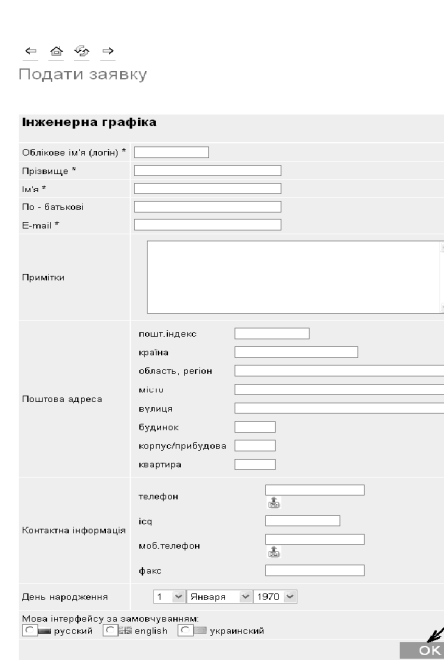 Подати заявку
Інженерна графіка
Облікове ім'я (логін) *
Прізвище *
Ім'я *
По - батькові
E-mail *
Примітки
Поштова адреса
пошт.індекс
країна
область, регіон
місто
вулиця
будинок
корпус/прибудова
квартира
Контактна інформація
телефон
icq
моб.телефон
факс
День народження 1 Января 1970
Мова інтерфейсу за замовчуванням:
русский english украинский
OK